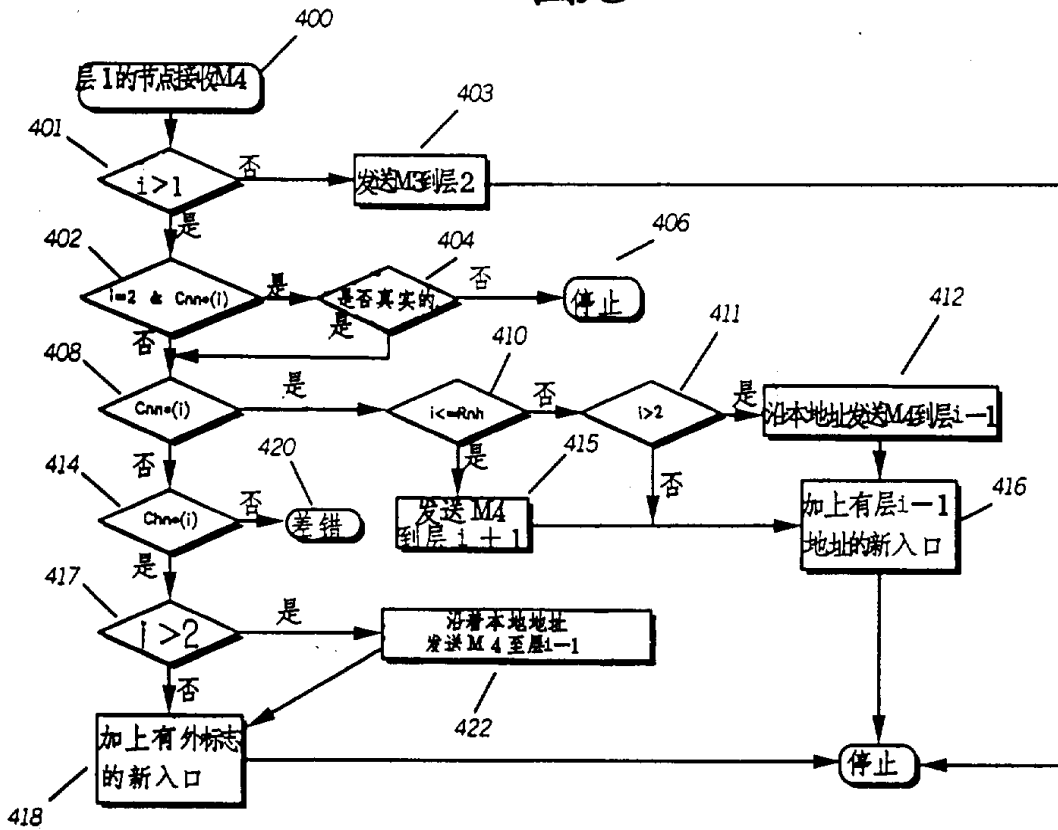 400
层1的节点接收M4
403
401
i>1
否
发送M3到层2
是
402
404
406
i=2 & Cnn*(i)
是
是否真实的
否
停止
是
否
408
410
411
412
Cnn*(i)
是
i<=Rnh
否
i>2
是
沿本地址发送M4到层i-1
否
414
420
是
415
否
416
Chn*(i)
否
差错
发送M4
到层i+1
加上有层i-1
地址的新入口
是
417
i>2
是
沿着本地地址
发送M4至层i-1
否
422
加上有外标志
的新入口
停止
418